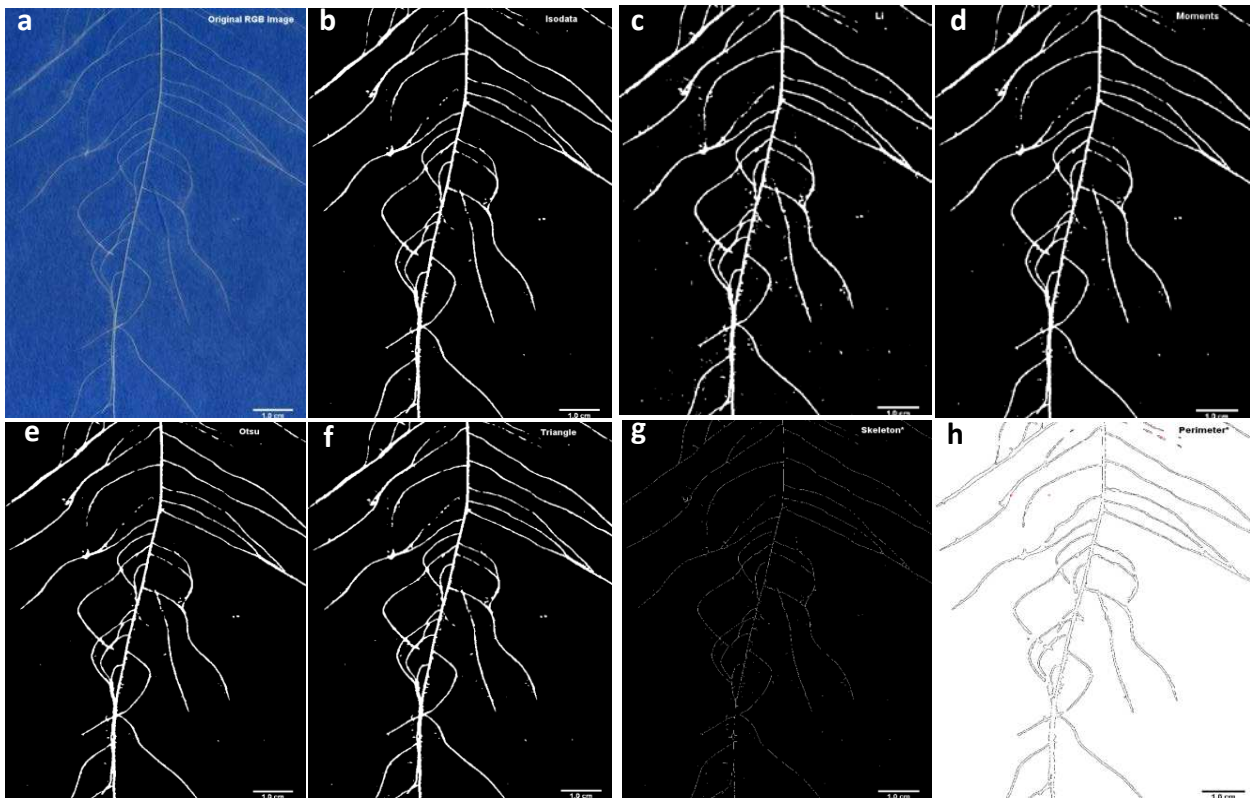 a
Original RGB Image
1.0 cm
b
Isodata
1.0 cm
c
Li
1.0 cm
d
Moments
1.0 cm
e
Otsu
1.0 cm
f
Triangle
1.0 cm
g
Skeleton*
1.0 cm
h
Perimeter*
1.0 cm